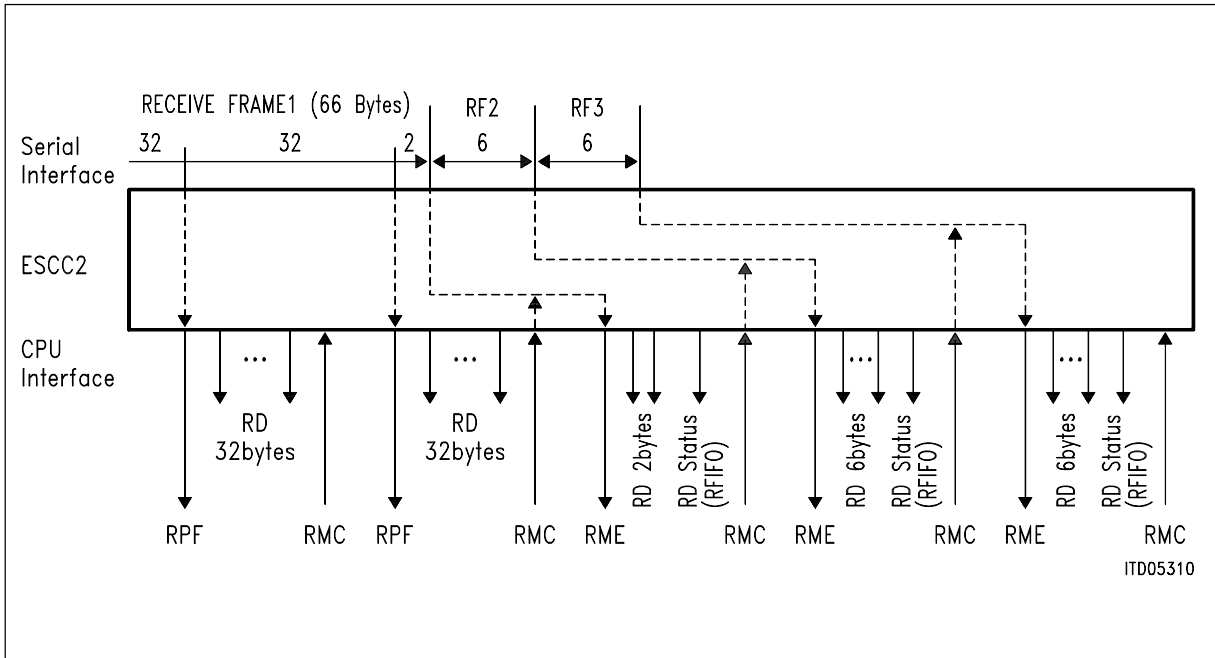 RECEIVE FRAME1 (66 Bytes)
RF2
RF3
32
32
2
6
6
Serial
Interface
ESCC2
CPU
Interface
...
...
...
...
RD
32bytes
RD
32bytes
RD 2bytes
RD Status
(RFIFO)
RD 6bytes
RD Status
(RFIFO)
RD 6bytes
RD Status
(RFIFO)
RPF
RMC
RPF
RMC
RME
RMC
RME
RMC
RME
RMC
ITD05310